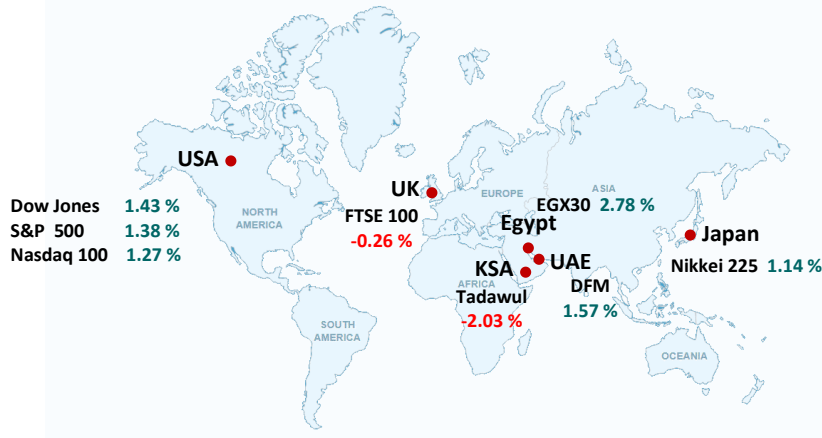 USA
Dow Jones 1.43 %
S&P 500 1.38 %
Nasdaq 100 1.27 %
NORTH
AMERICA
SOUTH
AMERICA
UK
FTSE 100
-0.26 %
EUROPE
ASIA
EGX30 2.78 %
Egypt
KSA
AFRICA
Tadawul
-2.03 %
UAE
DFM
1.57 %
Japan
Nikkei 225 1.14 %
OCEANIA